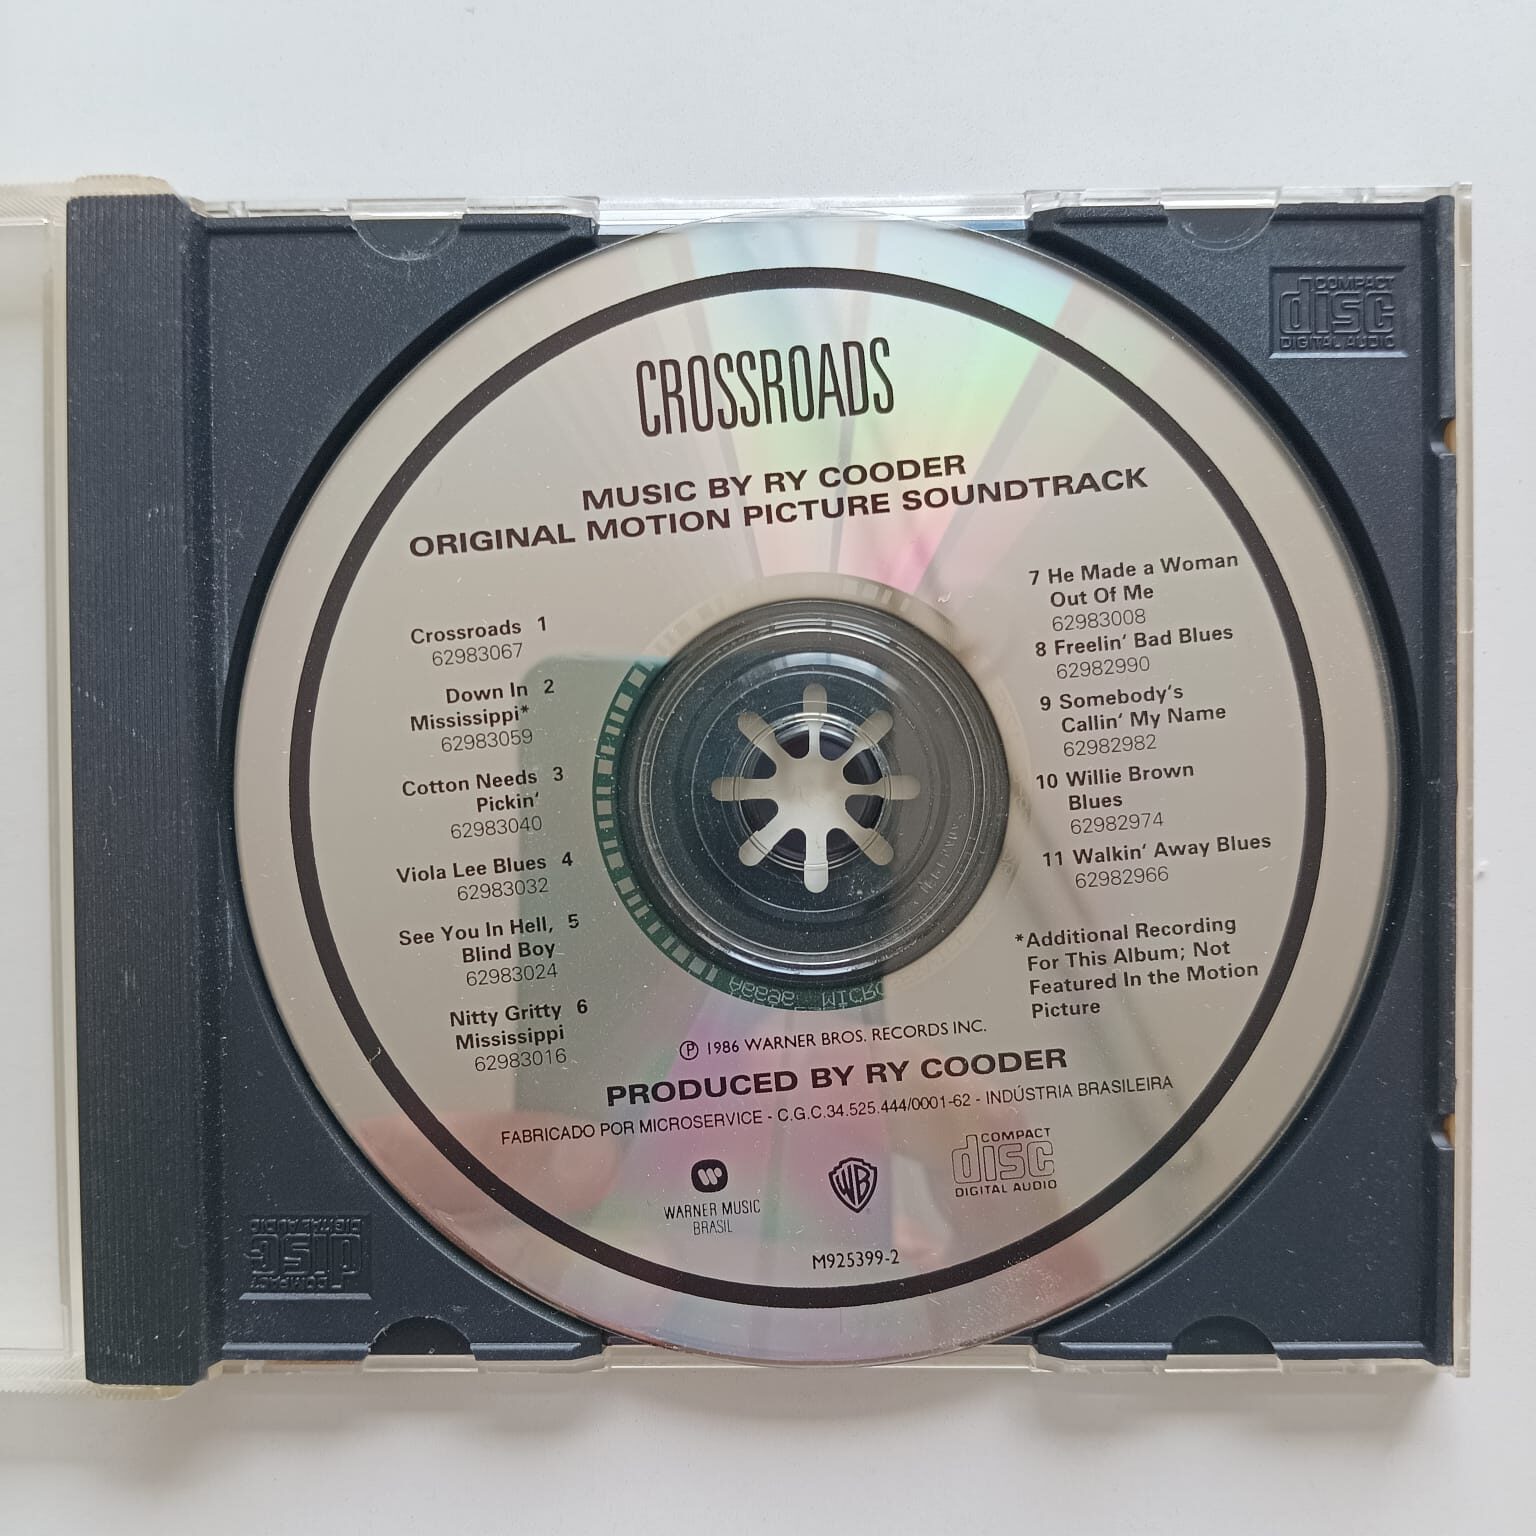 CROSSROADS
MUSIC BY RY COODER
ORIGINAL MOTION PICTURE SOUNDTRACK
Crossroads 1
62983067
Down In 2
Mississippi*
62983059
Cotton Needs 3
Pickin'
62983040
Viola Lee Blues 4
62983032
See You In Hell, 5
Blind Boy
62983024
Nitty Gritty 6
Mississippi
62983016
7 He Made a Woman
Out Of Me
62983008
8 Freelin' Bad Blues
62982990
9 Somebody's
Callin' My Name
62982982
10 Willie Brown
Blues
62982974
11 Walkin' Away Blues
62982966
*Additional Recording
For This Album; Not
Featured In the Motion
Picture
℗ 1986 WARNER BROS. RECORDS INC.
PRODUCED BY RY COODER
FABRICADO POR MICROSERVICE - C.G.C.34.525.444/0001-62 - INDÚSTRIA BRASILEIRA
WARNER MUSIC
BRASIL
WB
COMPACT
disc
DIGITAL AUDIO
M925399-2
COMPACT
disc
DIGITAL AUDIO
COMPACT
disc
DIGITAL AUDIO